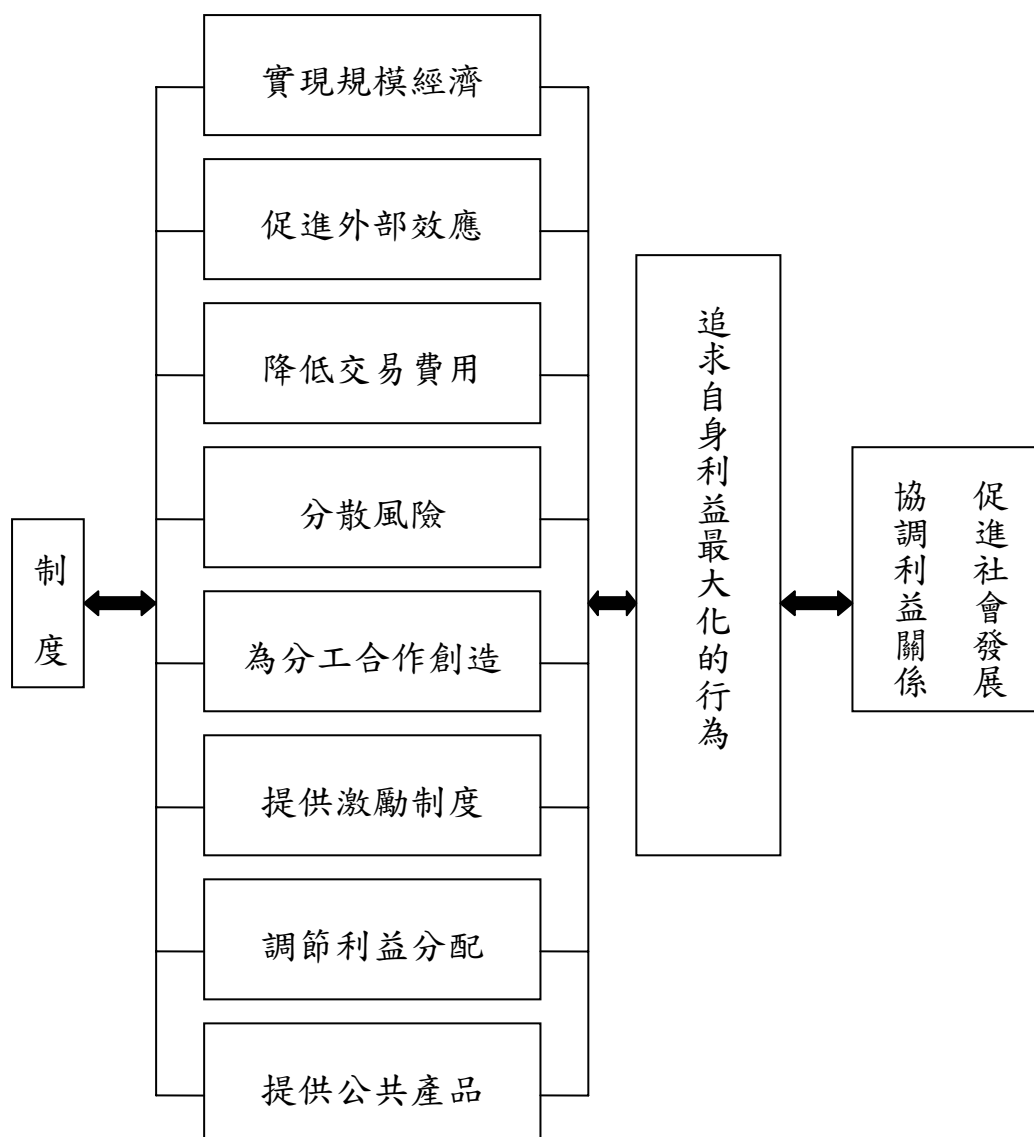 制度
實現規模經濟
促進外部效應
降低交易費用
分散風險
為分工合作創造
提供激勵制度
調節利益分配
提供公共產品
追求自身利益最大化的行為
促進社會發展
協調利益關係